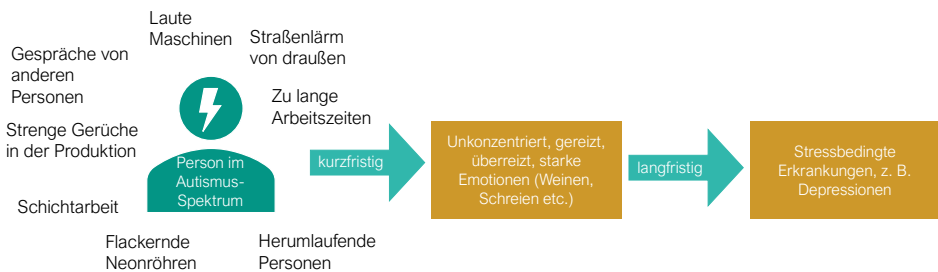 Laute
Maschinen
Straßenlärm
von draußen
Gespräche von
anderen
Personen
Zu lange
Arbeitszeiten
Strenge Gerüche
in der Produktion
Person im
Autismus-
Spektrum
Schichtarbeit
Flackernde
Neonröhren
Herumlaufende
Personen
kurzfristig
Unkonzentriert, gereizt,
überreizt, starke
Emotionen (Weinen,
Schreien etc.)
langfristig
Stressbedingte
Erkrankungen, z. B.
Depressionen